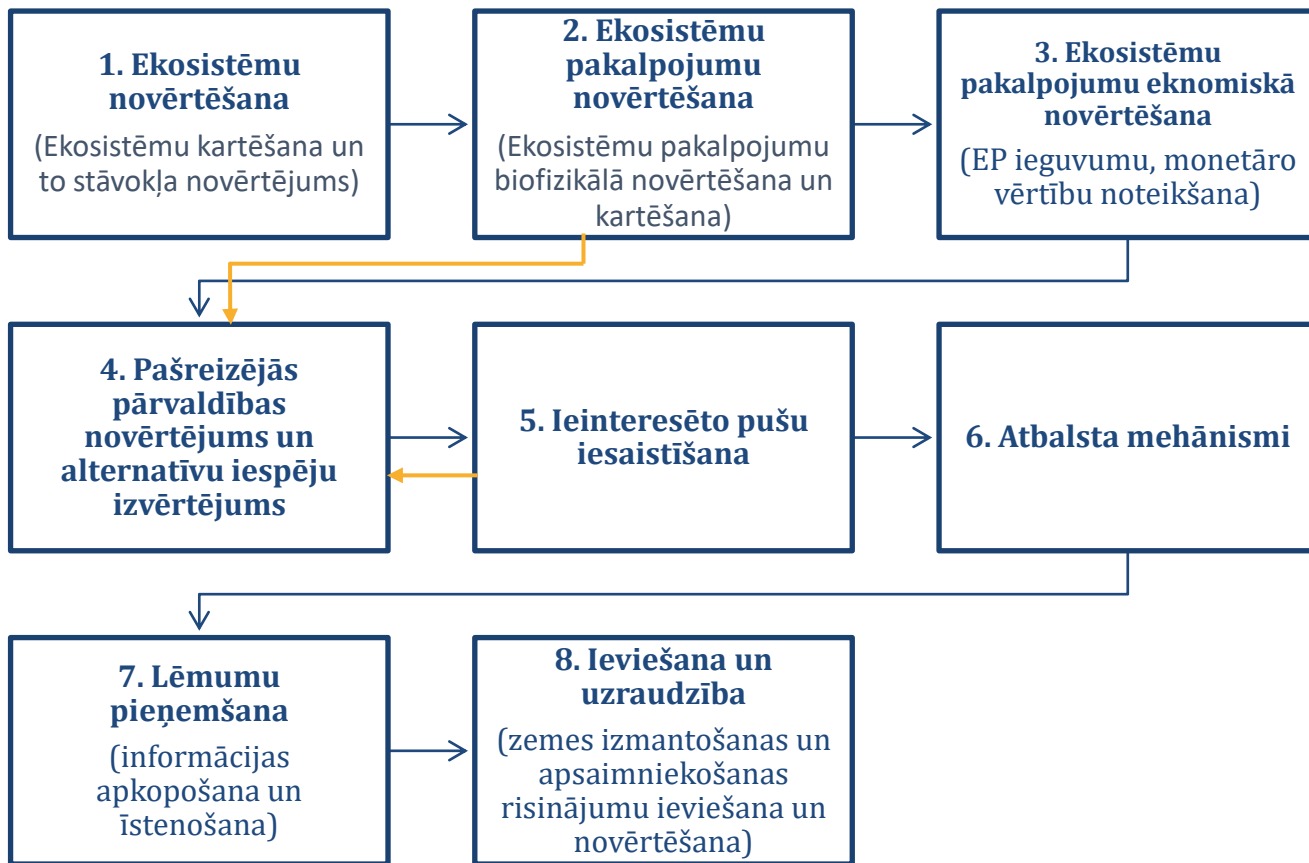 1. Ekosistēmu
novērtēšana
(Ekosistēmu kartēšana un
to stāvokļa novērtējums)
2. Ekosistēmu
pakalpojumu
novērtēšana
(Ekosistēmu pakalpojumu
biofizikālā novērtēšana un
kartēšana)
3. Ekosistēmu
pakalpojumu eknomiskā
novērtēšana
(EP ieguvumu, monetāro
vērtību noteikšana)
4. Pašreizējās
pārvaldības
novērtējums un
alternatīvu iespēju
izvērtējums
5. Ieinteresēto pušu
iesaistīšana
6. Atbalsta mehānismi
7. Lēmumu
pieņemšana
(informācijas
apkopošana un
īstenošana)
8. Ieviešana un
uzraudzība
(zemes izmantošanas un
apsaimniekošanas
risinājumu ieviešana un
novērtēšana)